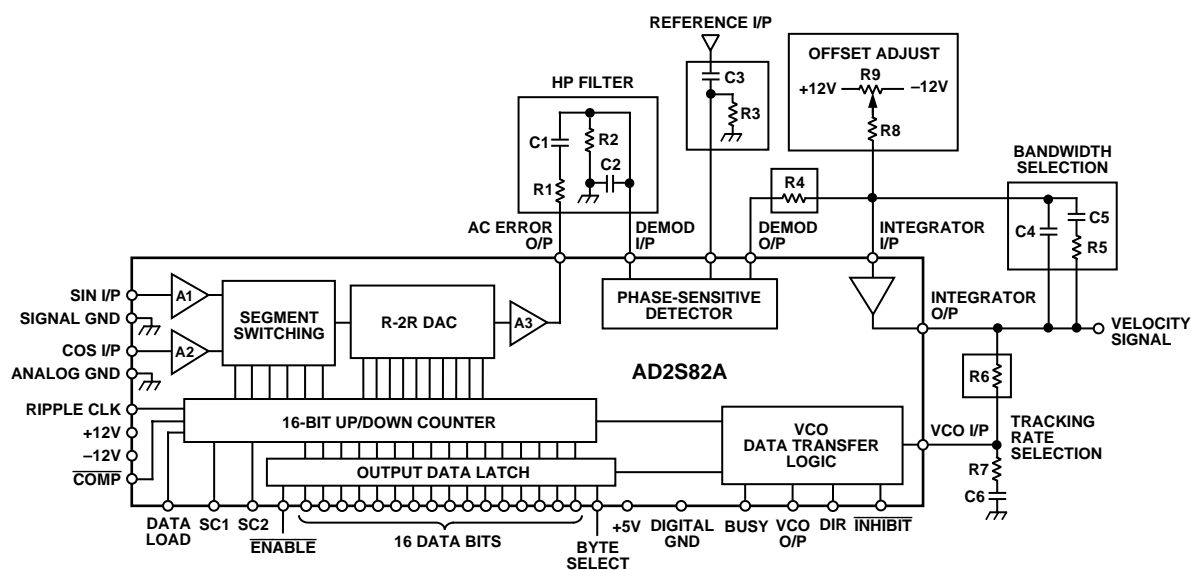 REFERENCE I/P
OFFSET ADJUST
R9
+12V
–12V
R8
C3
R3
HP FILTER
C1
R2
C2
R1
BANDWIDTH
SELECTION
R4
C4
C5
R5
AC ERROR
O/P
DEMOD
I/P
DEMOD
O/P
INTEGRATOR
I/P
SIN I/P
A1
SIGNAL GND
SEGMENT
SWITCHING
R-2R DAC
A3
PHASE-SENSITIVE
DETECTOR
INTEGRATOR
O/P
VELOCITY
SIGNAL
COS I/P
A2
ANALOG GND
AD2S82A
R6
RIPPLE CLK
16-BIT UP/DOWN COUNTER
+12V
–12V
COMP
VCO
DATA TRANSFER
LOGIC
VCO I/P
TRACKING
RATE
SELECTION
OUTPUT DATA LATCH
R7
C6
DATA
LOAD
SC1
SC2
ENABLE
16 DATA BITS
BYTE
SELECT
+5V
DIGITAL
GND
BUSY
VCO
O/P
DIR
INHIBIT